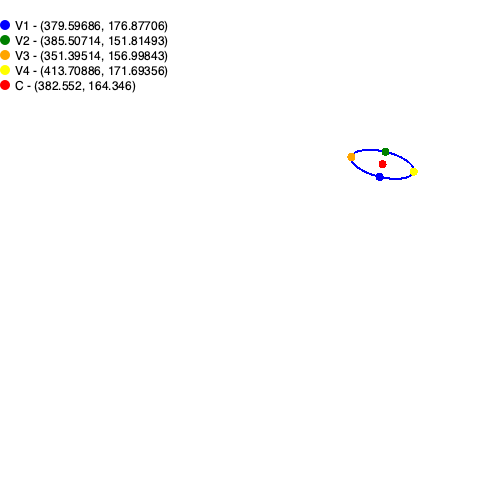 V1 - (379.59686, 176.87706)
V2 - (385.50714, 151.81493)
V3 - (351.39514, 156.99843)
V4 - (413.70886, 171.69356)
C - (382.552, 164.346)